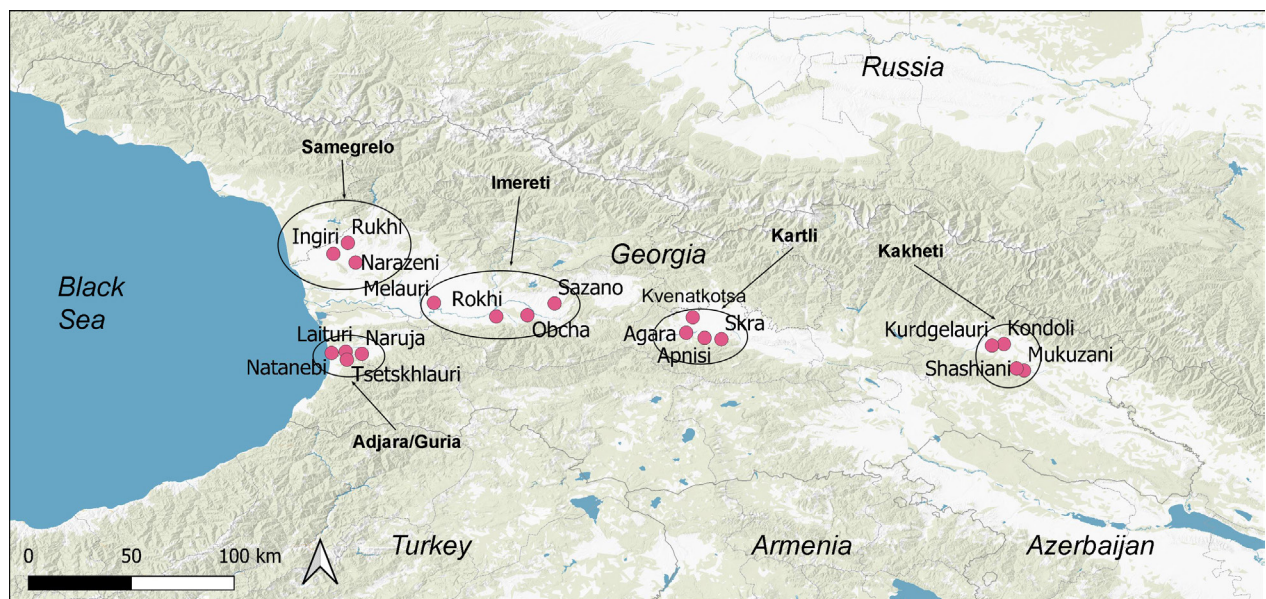 Russia
Samegrelo
Imereti
Rukhi
Ingiri
Kartli
Georgia
Kakheti
Narazeni
Black
Sea
Melauri
Rokhi
Sazano
Kvenatkotsa
Obcha
Agara
Skra
Apnisi
Kurdgelauri
Kondoli
Laituri
Naruja
Mukuzani
Natanebi
Tsetskhlauri
Shashiani
Adjara/Guria
Turkey
Armenia
Azerbaijan
0 50 100 km